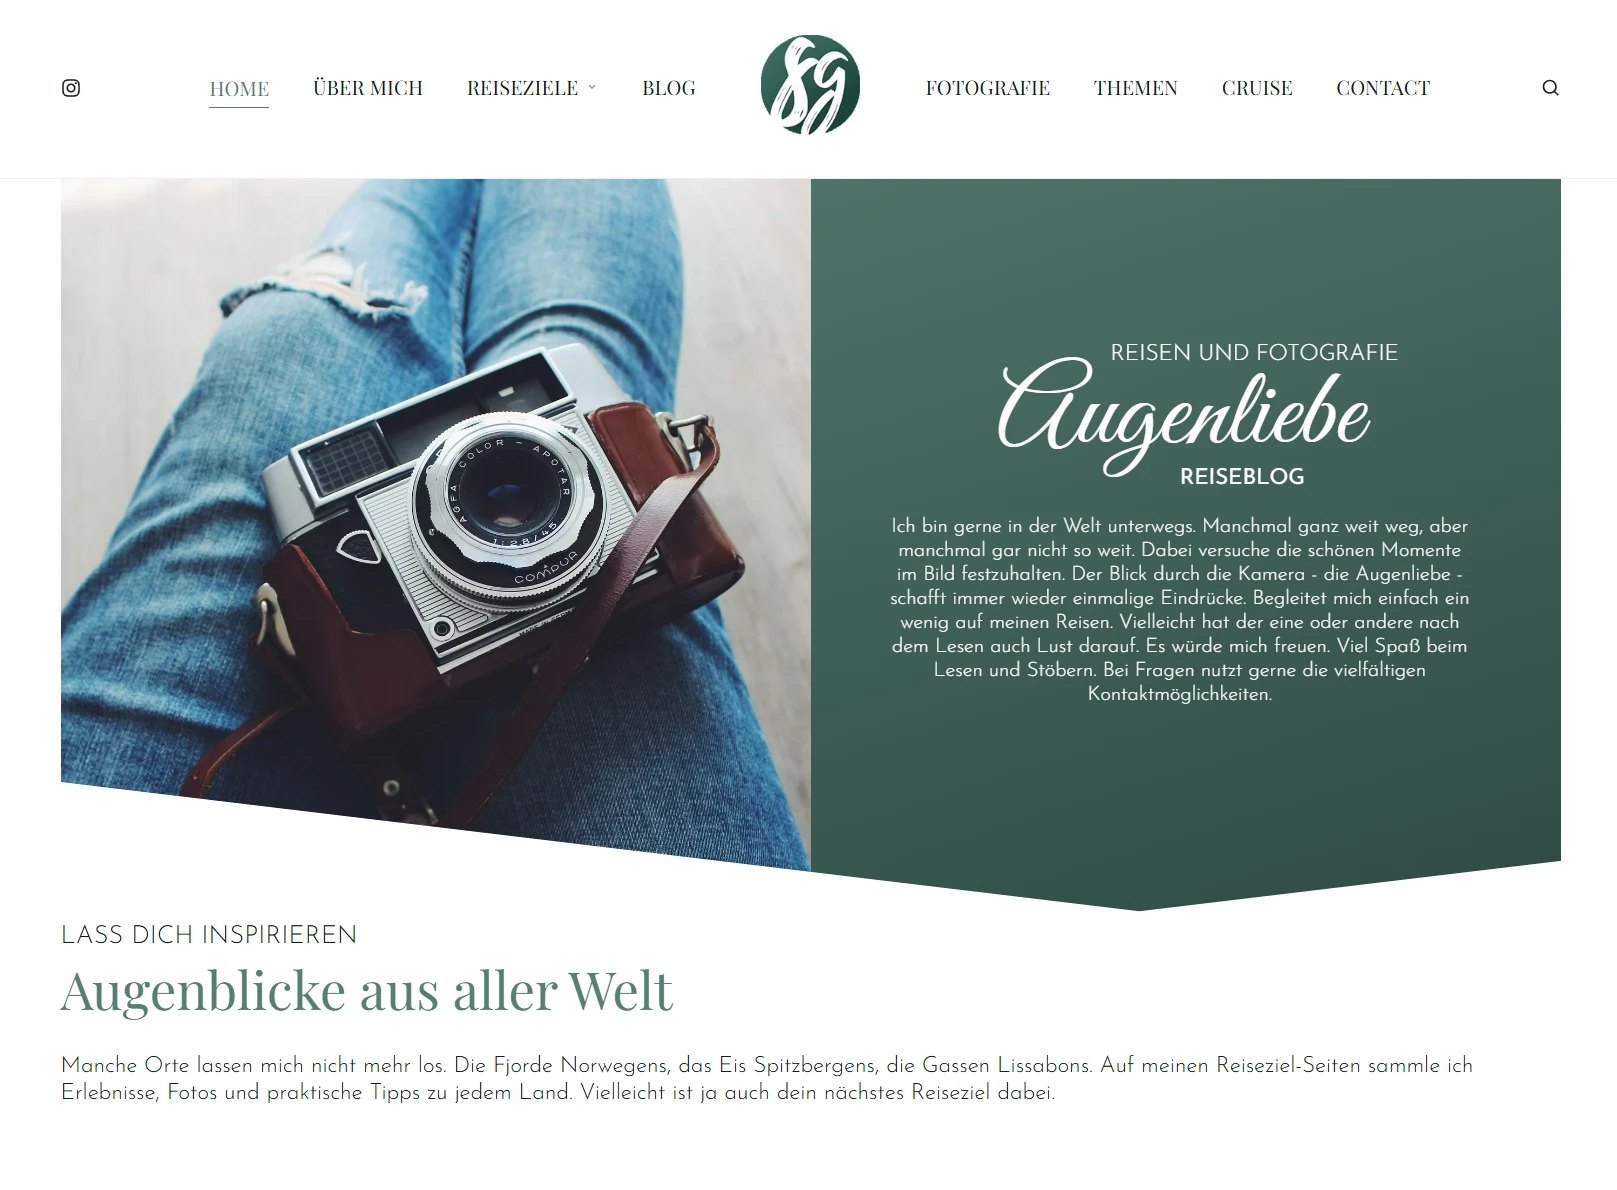 HOME
ÜBER MICH
REISEZIELE
BLOG
sg
FOTOGRAFIE
THEMEN
CRUISE
CONTACT
AGFA COLOR - APOTAR
1:2,8/45
COMPUR
REISEN UND FOTOGRAFIE
Augenliebe
REISEBLOG
Ich bin gerne in der Welt unterwegs. Manchmal ganz weit weg, aber
manchmal gar nicht so weit. Dabei versuche die schönen Momente
im Bild festzuhalten. Der Blick durch die Kamera - die Augenliebe -
schafft immer wieder einmalige Eindrücke. Begleitet mich einfach ein
wenig auf meinen Reisen. Vielleicht hat der eine oder andere nach
dem Lesen auch Lust darauf. Es würde mich freuen. Viel Spaß beim
Lesen und Stöbern. Bei Fragen nutzt gerne die vielfältigen
Kontaktmöglichkeiten.
LASS DICH INSPIRIEREN
Augenblicke aus aller Welt
Manche Orte lassen mich nicht mehr los. Die Fjorde Norwegens, das Eis Spitzbergens, die Gassen Lissabons. Auf meinen Reiseziel-Seiten sammle ich
Erlebnisse, Fotos und praktische Tipps zu jedem Land. Vielleicht ist ja auch dein nächstes Reiseziel dabei.